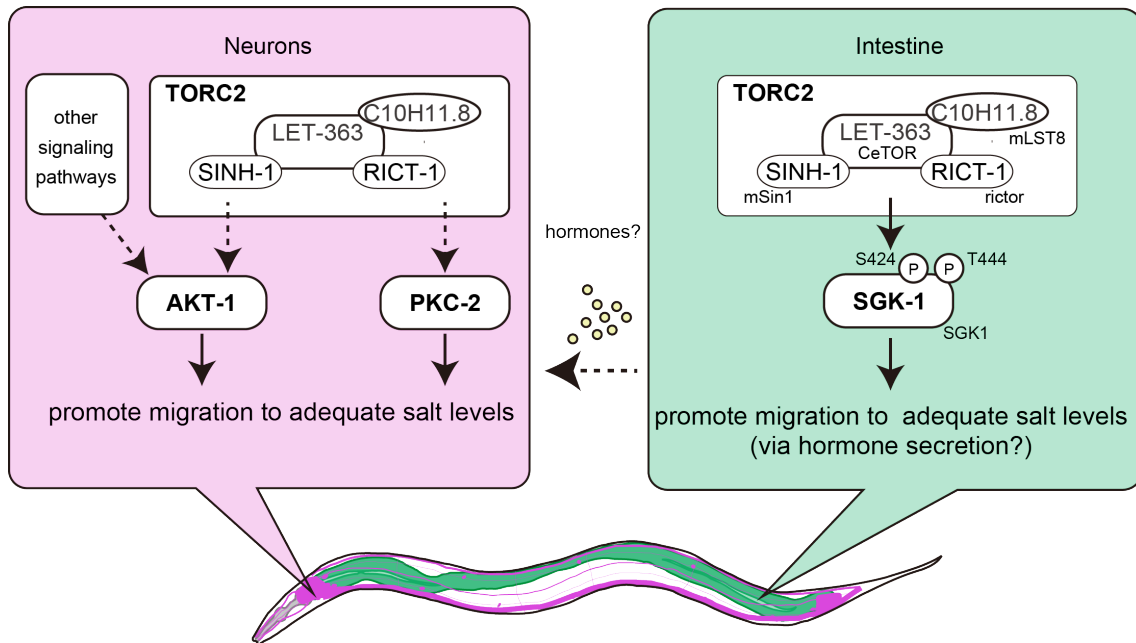 Neurons
other
signaling
pathways
TORC2
C10H11.8
LET-363
SINH-1
RICT-1
AKT-1
PKC-2
promote migration to adequate salt levels
hormones?
Intestine
TORC2
C10H11.8
LET-363
mLST8
CeTOR
SINH-1
RICT-1
mSin1
rictor
S424
P
P
T444
SGK-1
SGK1
promote migration to adequate salt levels
(via hormone secretion?)